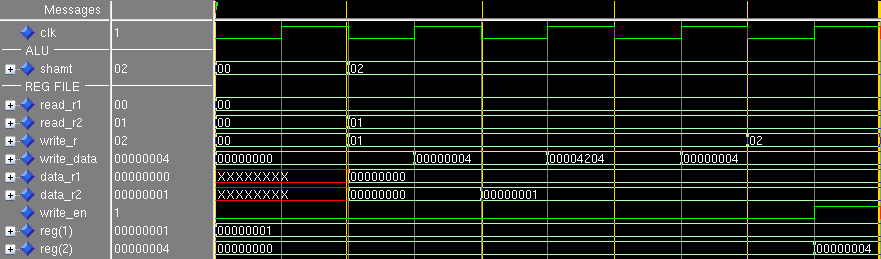 Messages
clk 1
ALU
shamt 02 00 02
REG FILE
read_r1 00 00
read_r2 01 00 01
write_r 02 00 01 02
write_data 00000004 00000000 00000004 00004204 00000004
data_r1 00000000 XXXXXXXX 00000000
data_r2 00000001 XXXXXXXX 00000000 00000001
write_en 1
reg(1) 00000001 00000001
reg(2) 00000004 00000000 00000004